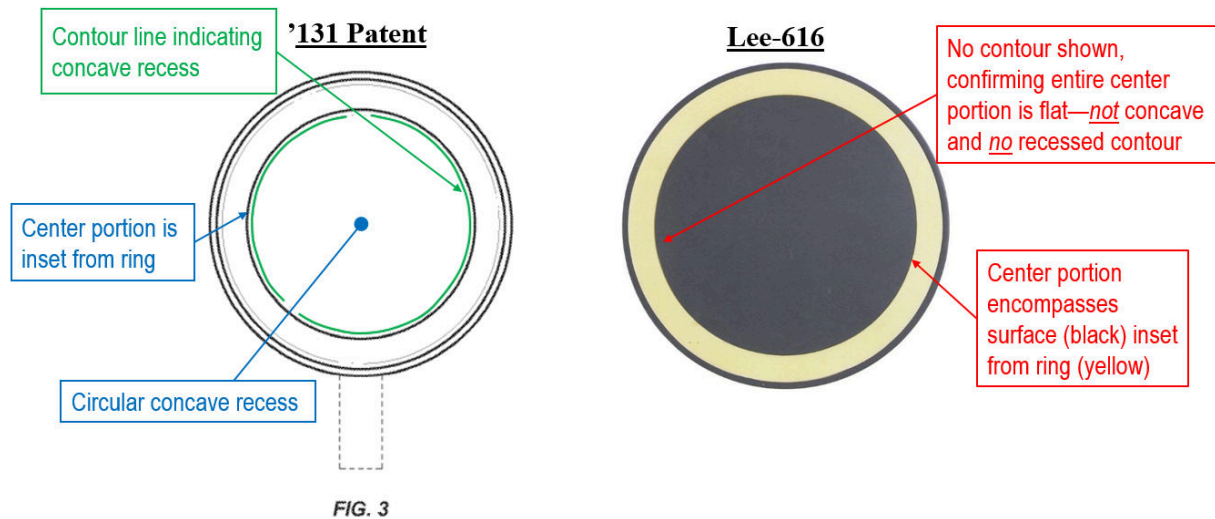 Contour line indicating
concave recess
'131 Patent
Center portion is
inset from ring
Circular concave recess
FIG. 3
Lee-616
No contour shown,
confirming entire center
portion is flat—not concave
and no recessed contour
Center portion
encompasses
surface (black) inset
from ring (yellow)